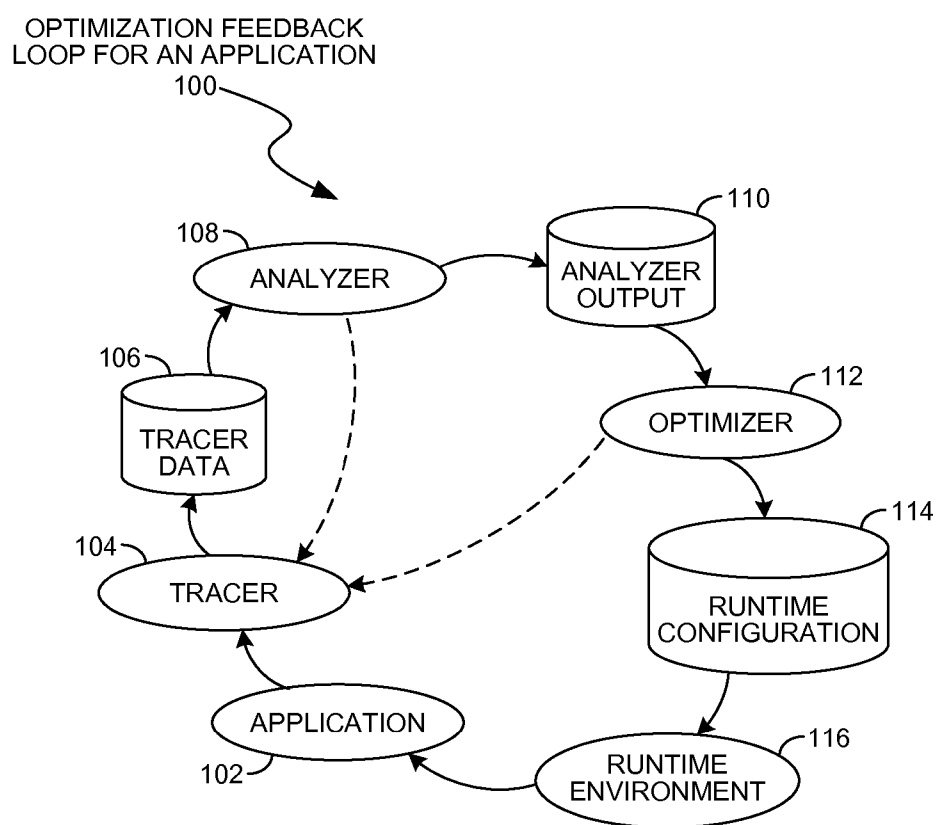 OPTIMIZATION FEEDBACK
LOOP FOR AN APPLICATION
100
110
108
ANALYZER
ANALYZER
OUTPUT
106
112
TRACER
DATA
OPTIMIZER
114
104
TRACER
RUNTIME
CONFIGURATION
APPLICATION
102
116
RUNTIME
ENVIRONMENT